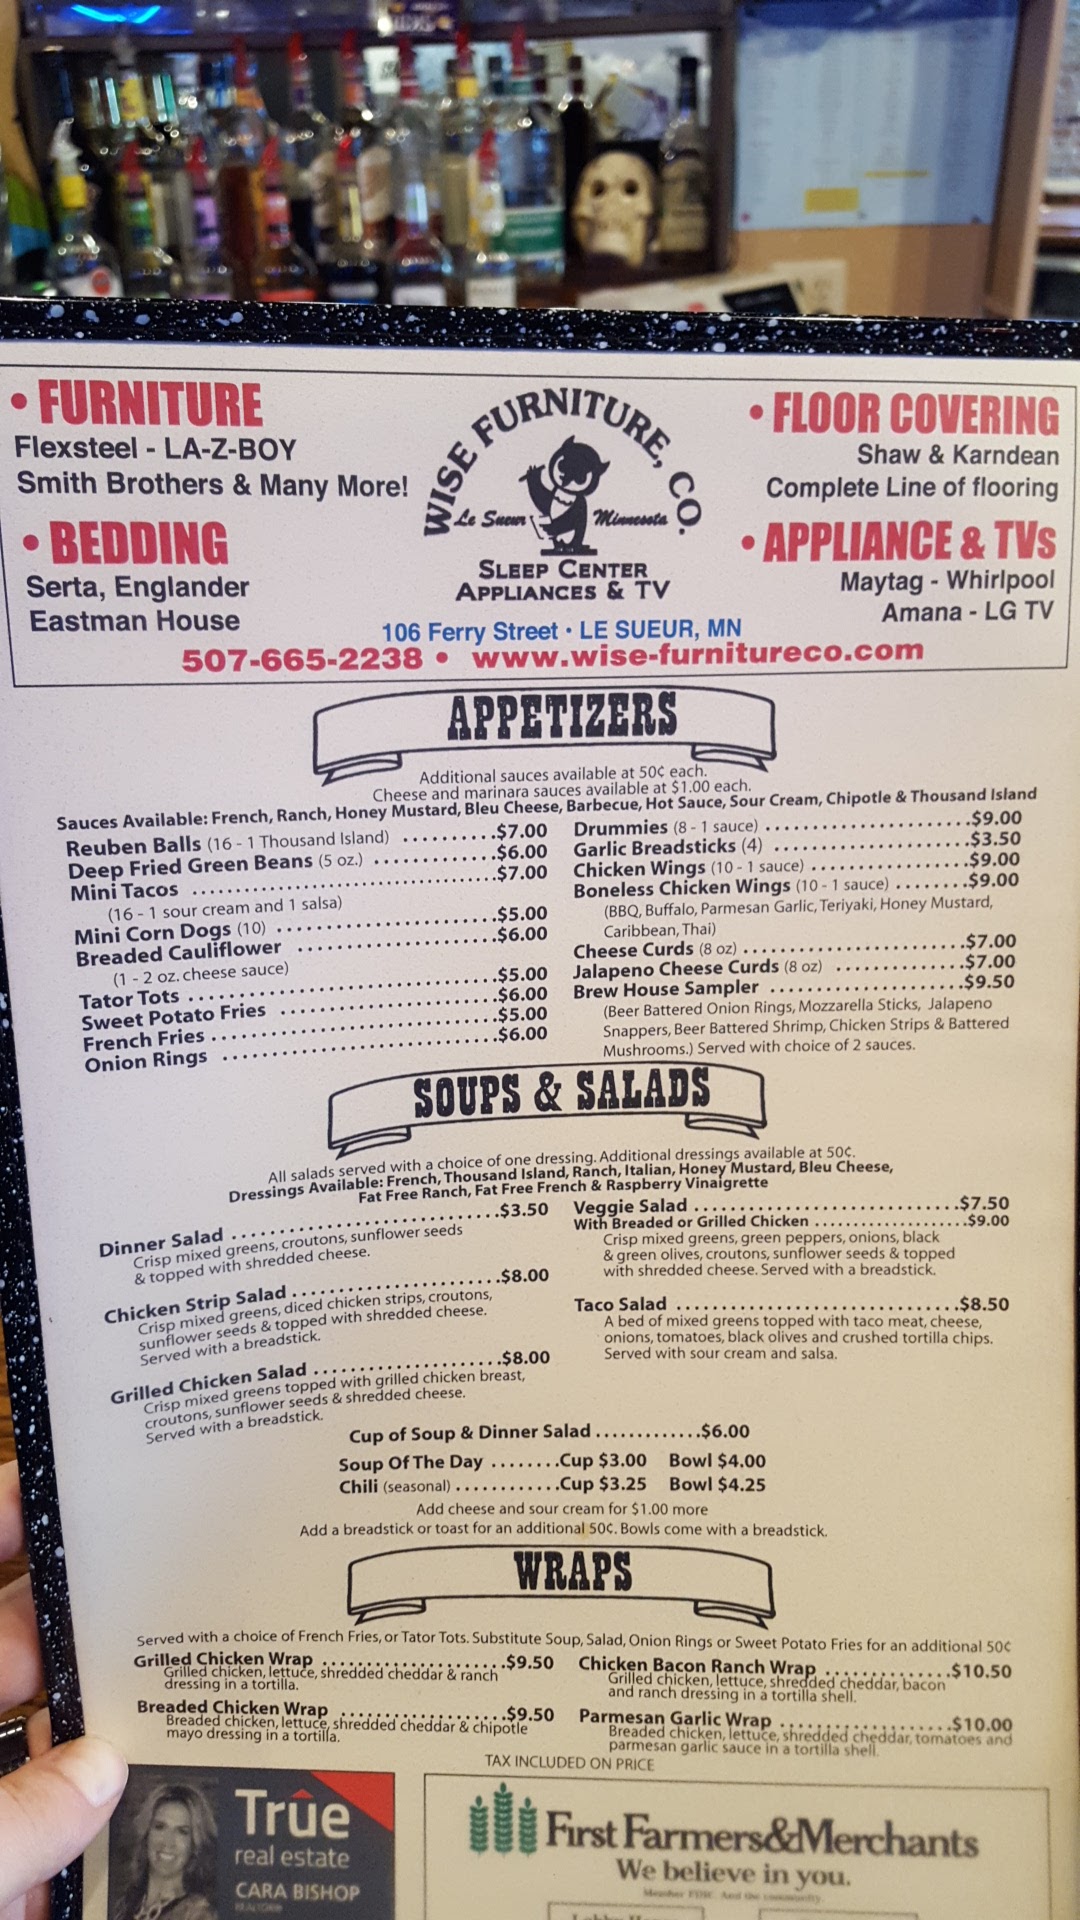 • FURNITURE
Flexsteel - LA-Z-BOY
Smith Brothers & Many More!
• BEDDING
Serta, Englander
Eastman House
WISE FURNITURE, CO.
Le Sueur Minnesota
SLEEP CENTER
APPLIANCES & TV
• FLOOR COVERING
Shaw & Karndean
Complete Line of flooring
• APPLIANCE & TVs
Maytag - Whirlpool
Amana - LG TV
106 Ferry Street • LE SUEUR, MN
507-665-2238 • www.wise-furnitureco.com
APPETIZERS
Additional sauces available at 50¢ each.
Cheese and marinara sauces available at $1.00 each.
Sauces Available: French, Ranch, Honey Mustard, Bleu Cheese, Barbecue, Hot Sauce, Sour Cream, Chipotle & Thousand Island
Reuben Balls (16 - 1 Thousand Island) ..........$7.00
Deep Fried Green Beans (5 oz.) .............$6.00
Mini Tacos .................................$7.00
(16 - 1 sour cream and 1 salsa)
Mini Corn Dogs (10) ........................$5.00
Breaded Cauliflower .....................$6.00
(1 - 2 oz. cheese sauce)
Tator Tots .................................$5.00
Sweet Potato Fries .......................$6.00
French Fries ...............................$5.00
Onion Rings ..............................$6.00
Drummies (8 - 1 sauce) .....................$9.00
Garlic Breadsticks (4) ....................$3.50
Chicken Wings (10 - 1 sauce) ................$9.00
Boneless Chicken Wings (10 - 1 sauce) ........$9.00
(BBQ, Buffalo, Parmesan Garlic, Teriyaki, Honey Mustard,
Caribbean, Thai)
Cheese Curds (8 oz) ........................$7.00
Jalapeno Cheese Curds (8 oz) ..............$7.00
Brew House Sampler .....................$9.50
(Beer Battered Onion Rings, Mozzarella Sticks, Jalapeno
Snappers, Beer Battered Shrimp, Chicken Strips & Battered
Mushrooms.) Served with choice of 2 sauces.
SOUPS & SALADS
All salads served with a choice of one dressing. Additional dressings available at 50¢.
Dressings Available: French, Thousand Island, Ranch, Italian, Honey Mustard, Bleu Cheese,
Fat Free Ranch, Fat Free French & Raspberry Vinaigrette
Dinner Salad ...........................$3.50
Crisp mixed greens, croutons, sunflower seeds
& topped with shredded cheese.
Chicken Strip Salad .....................$8.00
Crisp mixed greens, diced chicken strips, croutons,
sunflower seeds & topped with shredded cheese.
Served with a breadstick.
Grilled Chicken Salad ...................$8.00
Crisp mixed greens topped with grilled chicken breast,
croutons, sunflower seeds & shredded cheese.
Served with a breadstick.
Veggie Salad ...........................$7.50
With Breaded or Grilled Chicken ..................$9.00
Crisp mixed greens, green peppers, onions, black
& green olives, croutons, sunflower seeds & topped
with shredded cheese. Served with a breadstick.
Taco Salad .............................$8.50
A bed of mixed greens topped with taco meat, cheese,
onions, tomatoes, black olives and crushed tortilla chips.
Served with sour cream and salsa.
Cup of Soup & Dinner Salad .............$6.00
Soup Of The Day ........Cup $3.00 Bowl $4.00
Chili (seasonal) ............Cup $3.25 Bowl $4.25
Add cheese and sour cream for $1.00 more
Add a breadstick or toast for an additional 50¢. Bowls come with a breadstick.
WRAPS
Served with a choice of French Fries, or Tator Tots. Substitute Soup, Salad, Onion Rings or Sweet Potato Fries for an additional 50¢
Grilled Chicken Wrap ...................$9.50
Grilled chicken, lettuce, shredded cheddar & ranch
dressing in a tortilla.
Breaded Chicken Wrap .................$9.50
Breaded chicken, lettuce, shredded cheddar & chipotle
mayo dressing in a tortilla.
Chicken Bacon Ranch Wrap .............$10.50
Grilled chicken, lettuce, shredded cheddar, bacon
and ranch dressing in a tortilla shell.
Parmesan Garlic Wrap ..................$10.00
Breaded chicken, lettuce, shredded cheddar, tomatoes and
parmesan garlic sauce in a tortilla shell.
TAX INCLUDED ON PRICE
Trûe
real estate
CARA BISHOP
REALTOR®
First Farmers & Merchants
We believe in you.
Member FDIC